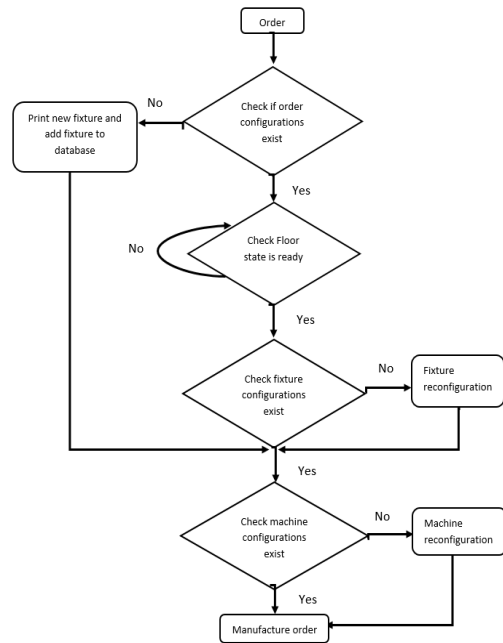 Order
Check if order
configurations
exist
No
Print new fixture and
add fixture to
database
Yes
Check Floor
state is ready
No
Yes
Check fixture
configurations
exist
No
Fixture
reconfiguration
Yes
Check machine
configurations
exist
No
Machine
reconfiguration
Yes
Manufacture order